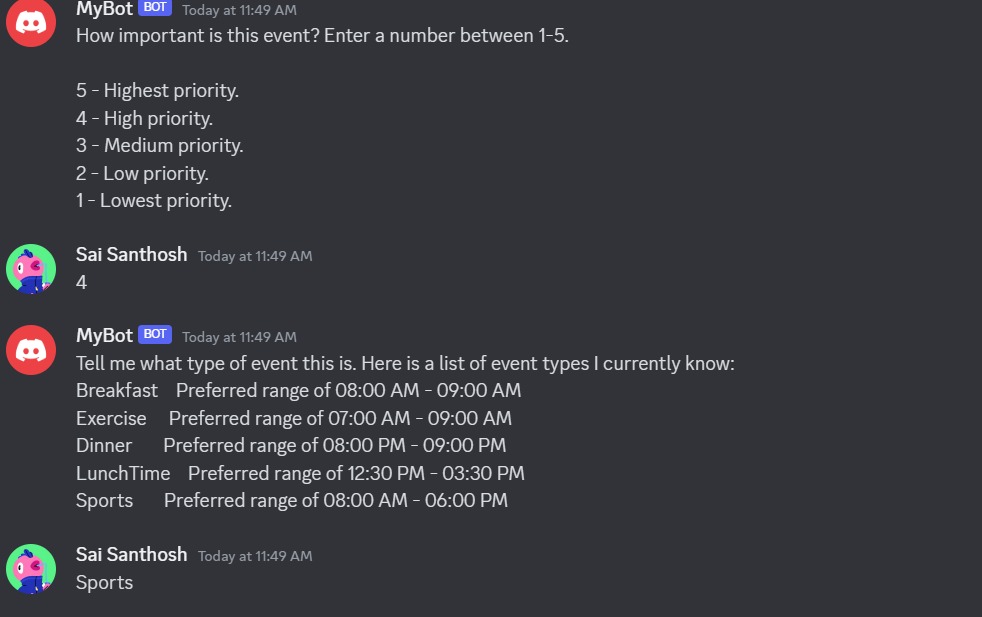 MyBot BOT Today at 11:49 AM
How important is this event? Enter a number between 1-5.
5 - Highest priority.
4 - High priority.
3 - Medium priority.
2 - Low priority.
1 - Lowest priority.
Sai Santhosh Today at 11:49 AM
4
MyBot BOT Today at 11:49 AM
Tell me what type of event this is. Here is a list of event types I currently know:
Breakfast Preferred range of 08:00 AM - 09:00 AM
Exercise Preferred range of 07:00 AM - 09:00 AM
Dinner Preferred range of 08:00 PM - 09:00 PM
LunchTime Preferred range of 12:30 PM - 03:30 PM
Sports Preferred range of 08:00 AM - 06:00 PM
Sai Santhosh Today at 11:49 AM
Sports